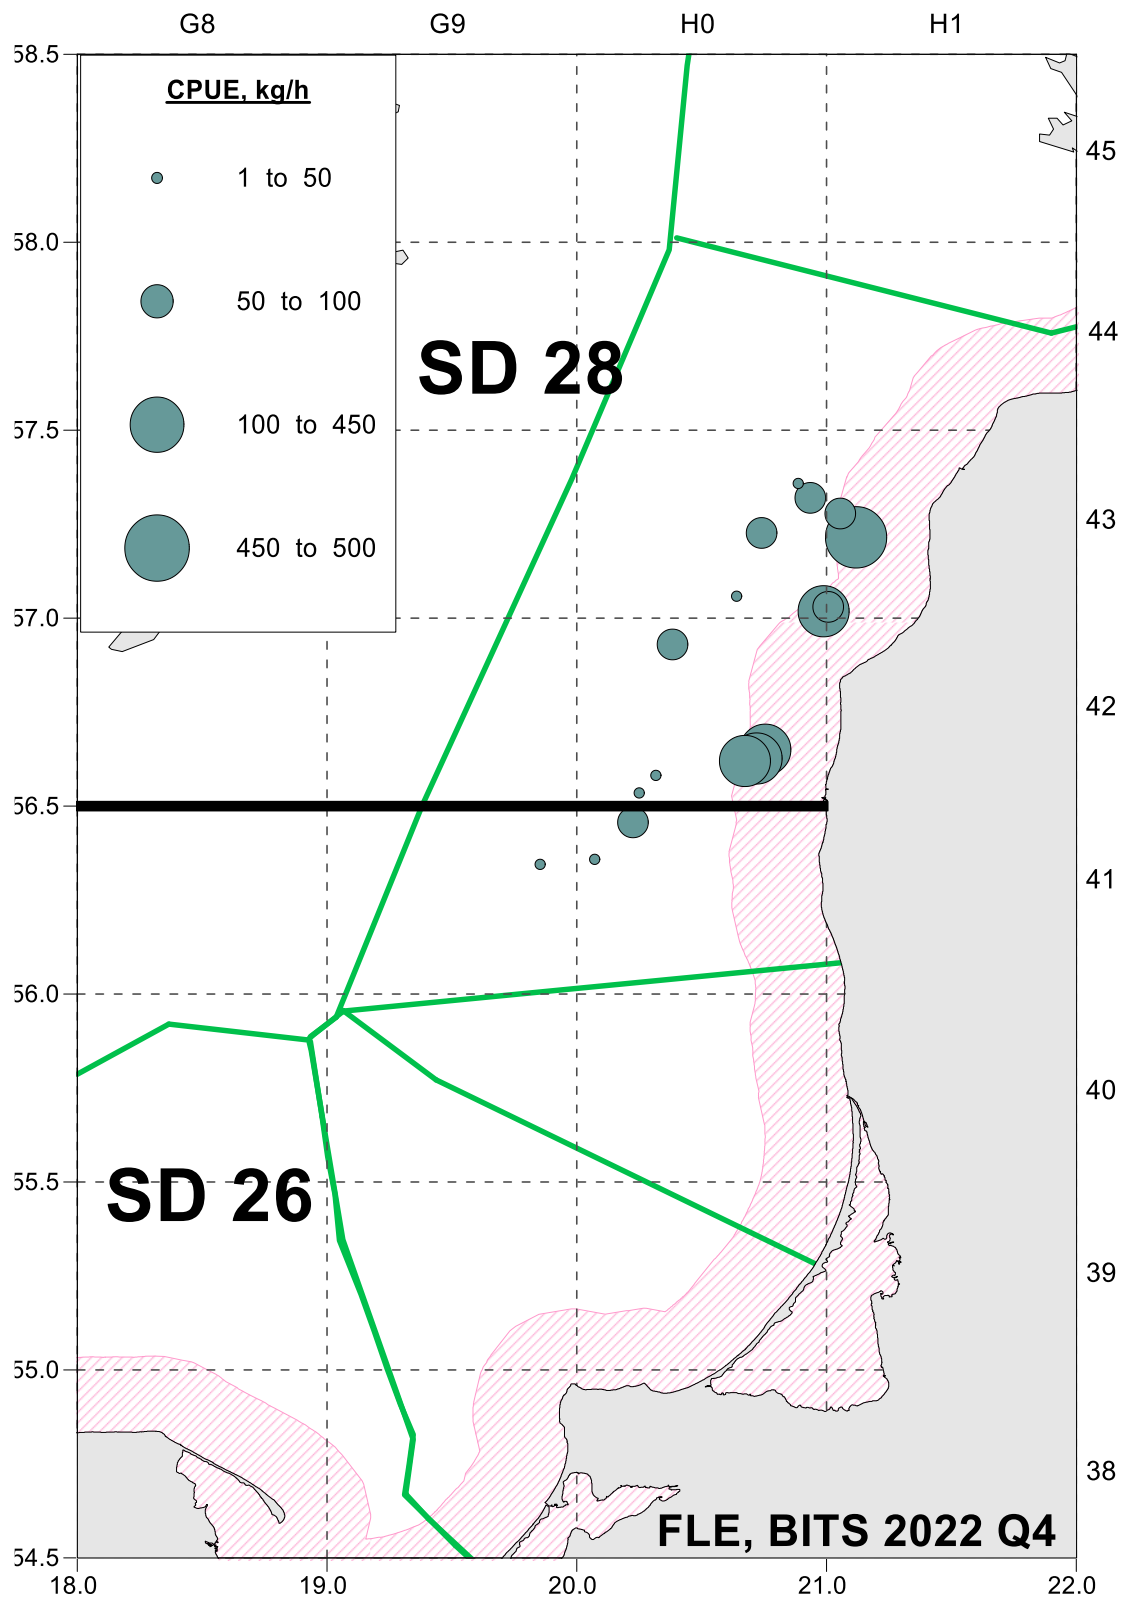 G8 G9 H0 H1
58.5
CPUE, kg/h
45
1 to 50
58.0
50 to 100
44
SD 28
100 to 450
57.5
43
450 to 500
57.0
42
56.5
41
56.0
40
SD 26
55.5
39
55.0
38
FLE, BITS 2022 Q4
54.5
18.0 19.0 20.0 21.0 22.0